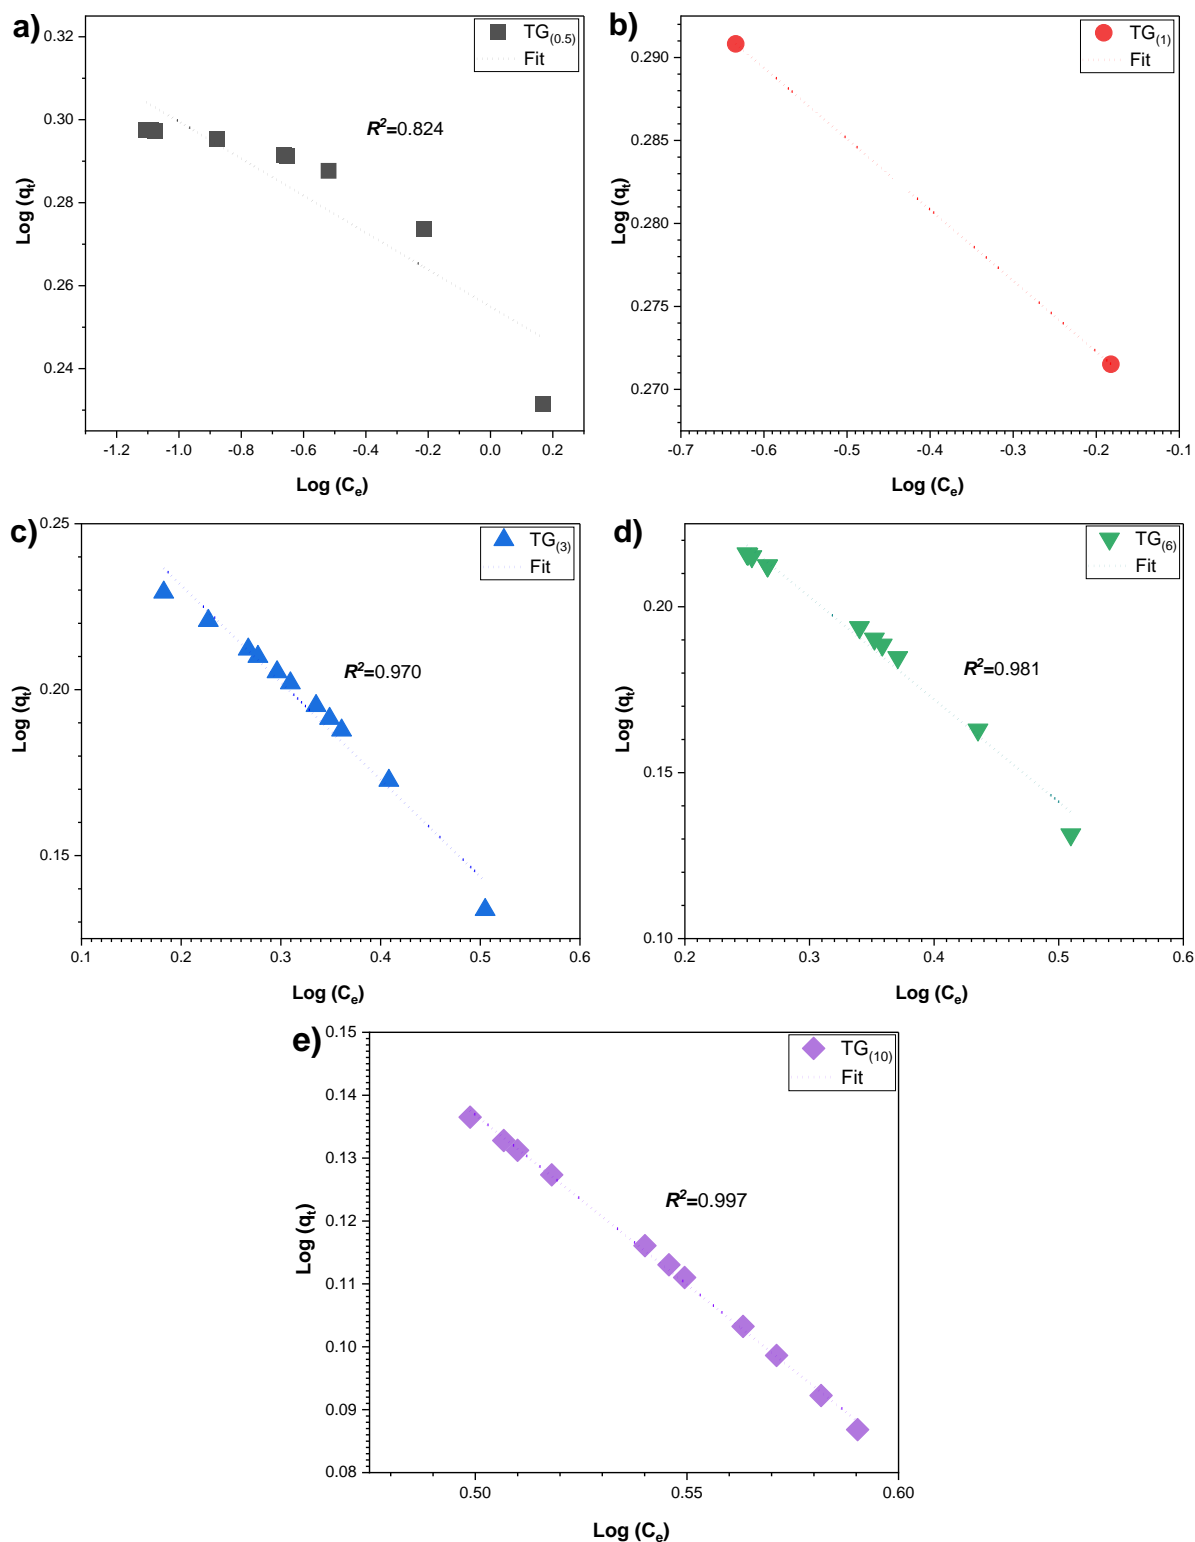 a)
0.32
0.30
0.28
0.26
0.24
Log (qt)
TG(0.5)
Fit
R2=0.824
-1.2 -1.0 -0.8 -0.6 -0.4 -0.2 0.0 0.2
Log (Ce)
b)
0.290
0.285
0.280
0.275
0.270
Log (qt)
TG(1)
Fit
-0.7 -0.6 -0.5 -0.4 -0.3 -0.2 -0.1
Log (Ce)
c)
0.25
0.20
0.15
Log (qt)
TG(3)
Fit
R2=0.970
0.1 0.2 0.3 0.4 0.5 0.6
Log (Ce)
d)
0.20
0.15
0.10
Log (qt)
TG(6)
Fit
R2=0.981
0.2 0.3 0.4 0.5 0.6
Log (Ce)
e)
0.15
0.14
0.13
0.12
0.11
0.10
0.09
0.08
Log (qt)
TG(10)
Fit
R2=0.997
0.50 0.55 0.60
Log (Ce)